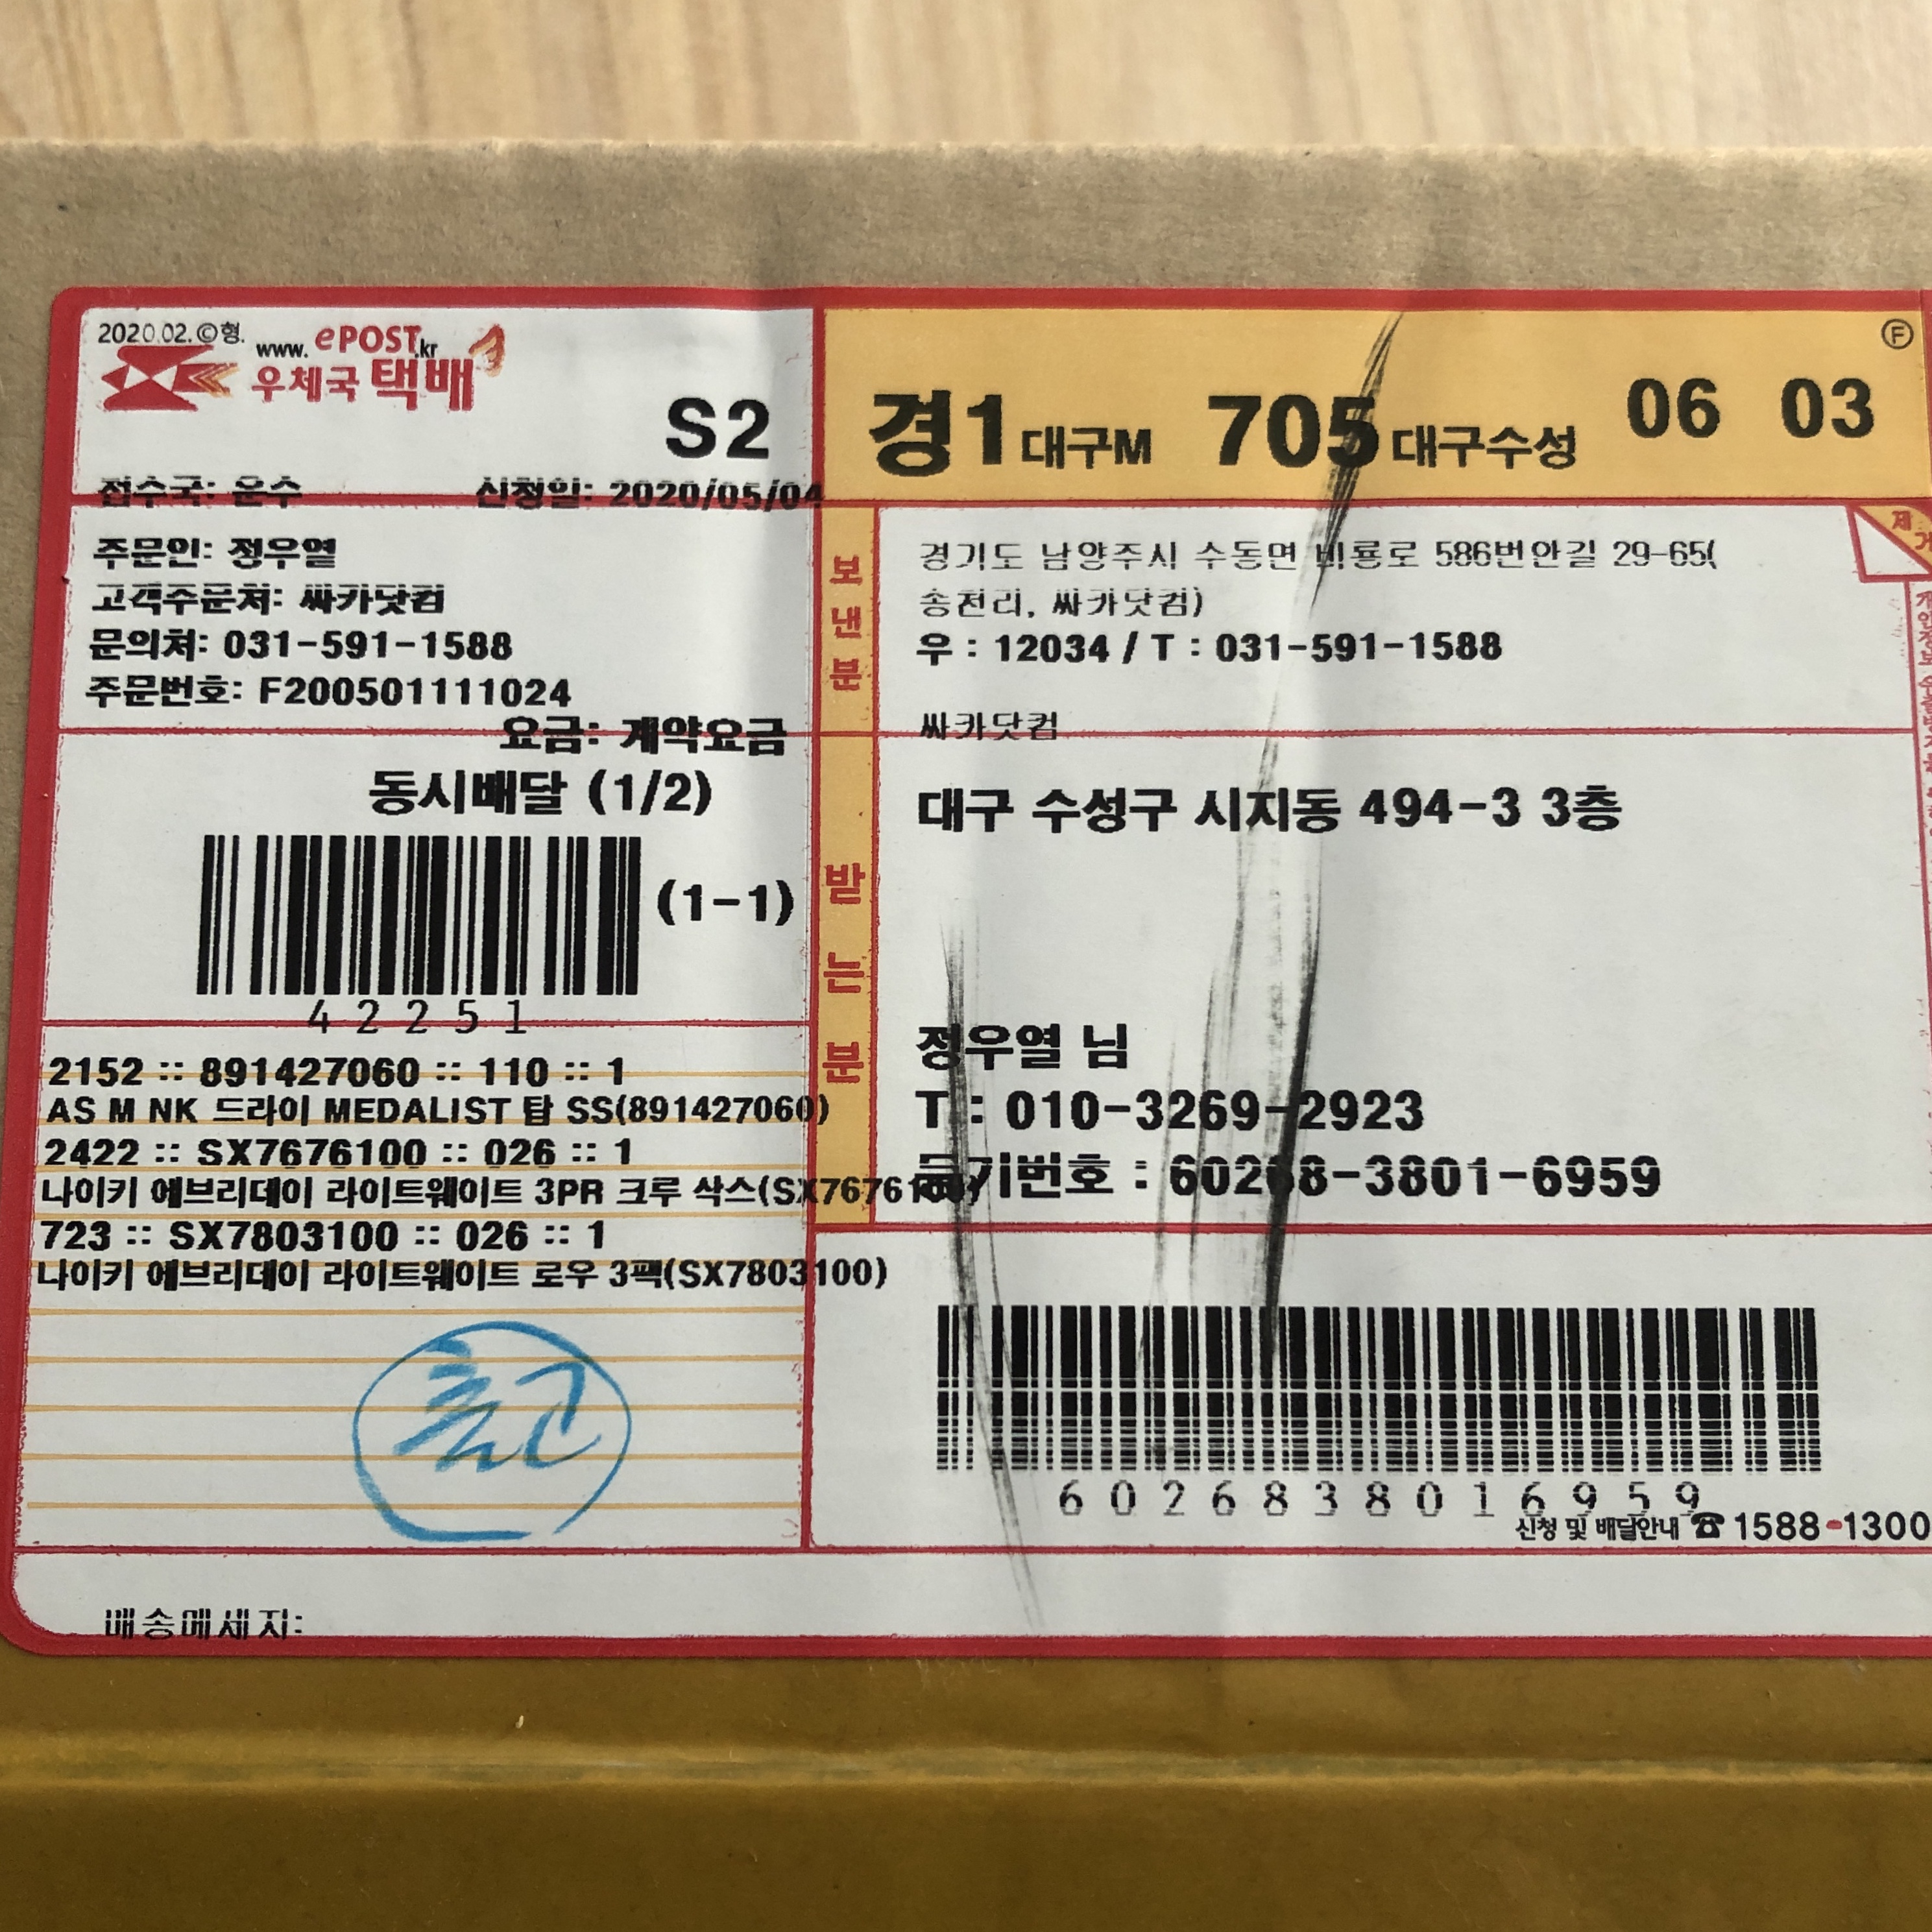 2020.02.©형.
www.ePOST.kr
우체국 택배
S2
접수국: 운수 신청일: 2020/05/04
주문인: 정우열
고객주문처: 싸카닷컴
문의처: 031-591-1588
주문번호: F200501111024
요금: 계약요금
동시배달 (1/2)
(1-1)
42251
2152 :: 891427060 :: 110 :: 1
AS M NK 드라이 MEDALIST 탑 SS(891427060)
2422 :: SX7676100 :: 026 :: 1
나이키 에브리데이 라이트웨이트 3PR 크루 삭스(SX7676100)
723 :: SX7803100 :: 026 :: 1
나이키 에브리데이 라이트웨이트 로우 3팩(SX7803100)
출고
배송메세지:
Ⓕ
경1 대구M 705 대구수성 06 03
보낸분
경기도 남양주시 수동면 비룡로 586번안길 29-65(
송천리, 싸카닷컴)
우 : 12034 / T : 031-591-1588
싸카닷컴
받는분
대구 수성구 시지동 494-3 3층
정우열 님
T : 010-3269-2923
등기번호 : 60268-3801-6959
6026838016959
신청 및 배달안내 ☎ 1588-1300